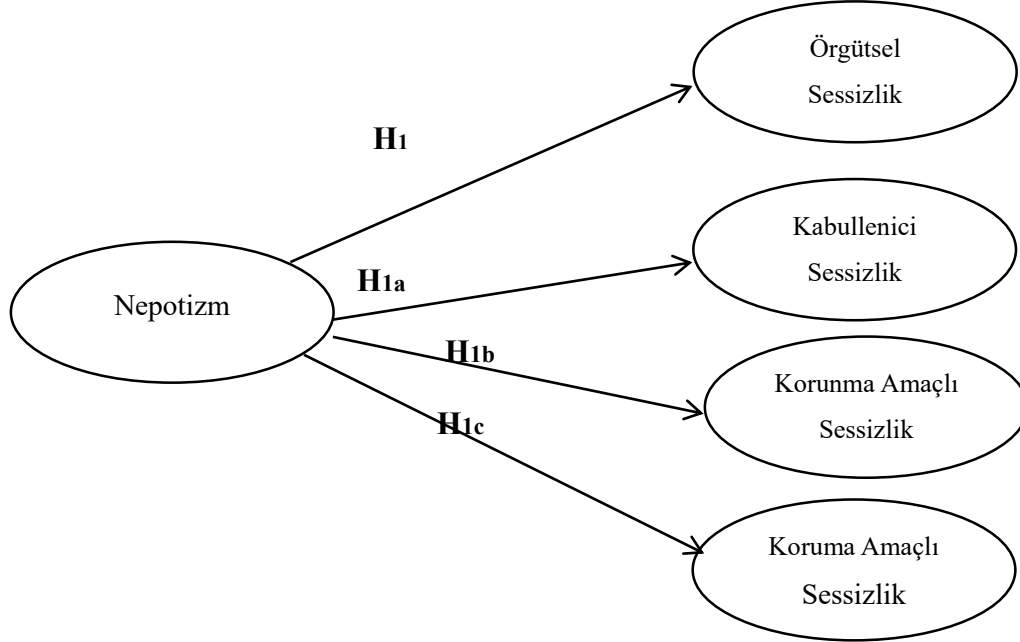 Örgütsel
Sessizlik
H1
Kabullenici
Sessizlik
H1a
Nepotizm
H1b
Korunma Amaçlı
Sessizlik
H1c
Koruma Amaçlı
Sessizlik